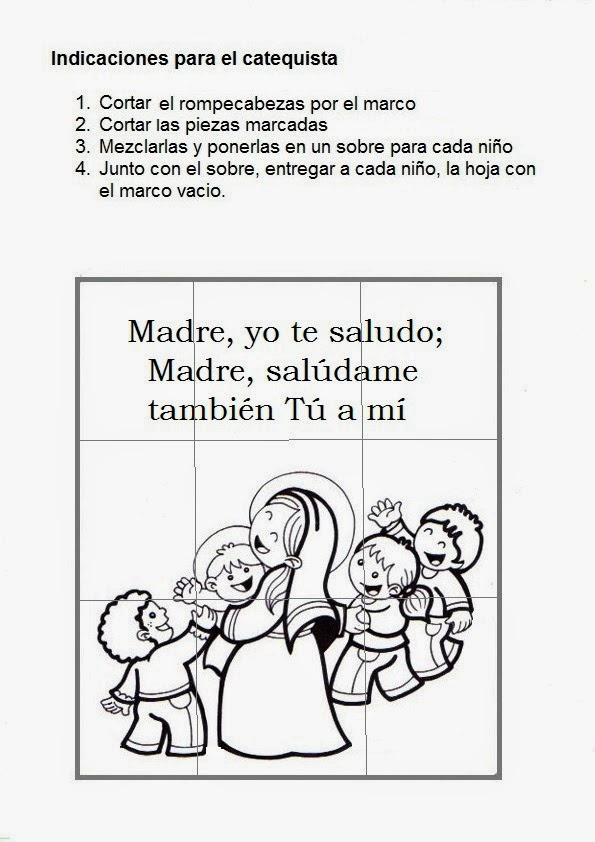 Indicaciones para el catequista
1. Cortar el rompecabezas por el marco
2. Cortar las piezas marcadas
3. Mezclarlas y ponerlas en un sobre para cada niño
4. Junto con el sobre, entregar a cada niño, la hoja con
el marco vacio.
Madre, yo te saludo;
Madre, salúdame
también Tú a mí